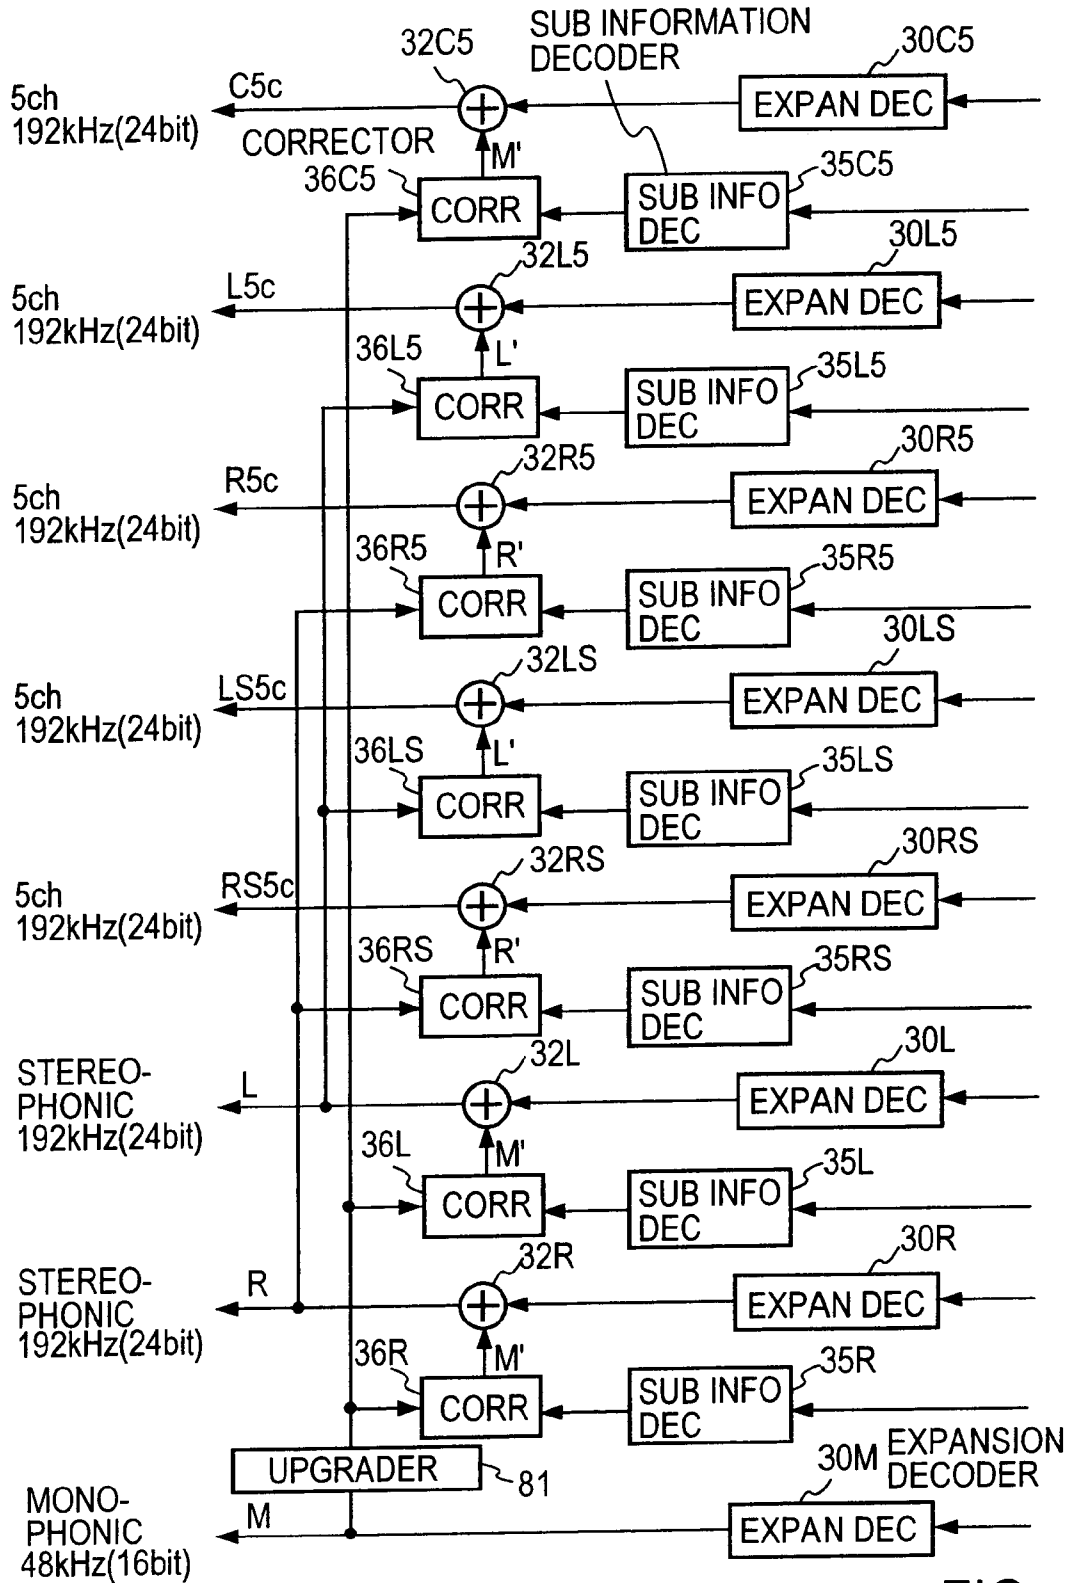 SUB INFORMATION
DECODER
32C5
30C5
5ch
192kHz(24bit)
C5c
EXPAN DEC
CORRECTOR
36C5
M'
CORR
SUB INFO
DEC
35C5
32L5
30L5
5ch
192kHz(24bit)
L5c
EXPAN DEC
36L5
L'
CORR
SUB INFO
DEC
35L5
32R5
30R5
5ch
192kHz(24bit)
R5c
EXPAN DEC
36R5
R'
CORR
SUB INFO
DEC
35R5
32LS
30LS
5ch
192kHz(24bit)
LS5c
EXPAN DEC
36LS
L'
CORR
SUB INFO
DEC
35LS
32RS
30RS
5ch
192kHz(24bit)
RS5c
EXPAN DEC
36RS
R'
CORR
SUB INFO
DEC
35RS
32L
30L
STEREO-
PHONIC
192kHz(24bit)
L
EXPAN DEC
36L
M'
CORR
SUB INFO
DEC
35L
32R
30R
STEREO-
PHONIC
192kHz(24bit)
R
EXPAN DEC
36R
M'
CORR
SUB INFO
DEC
35R
UPGRADER
81
30M
EXPANSION
DECODER
MONO-
PHONIC
48kHz(16bit)
M
EXPAN DEC